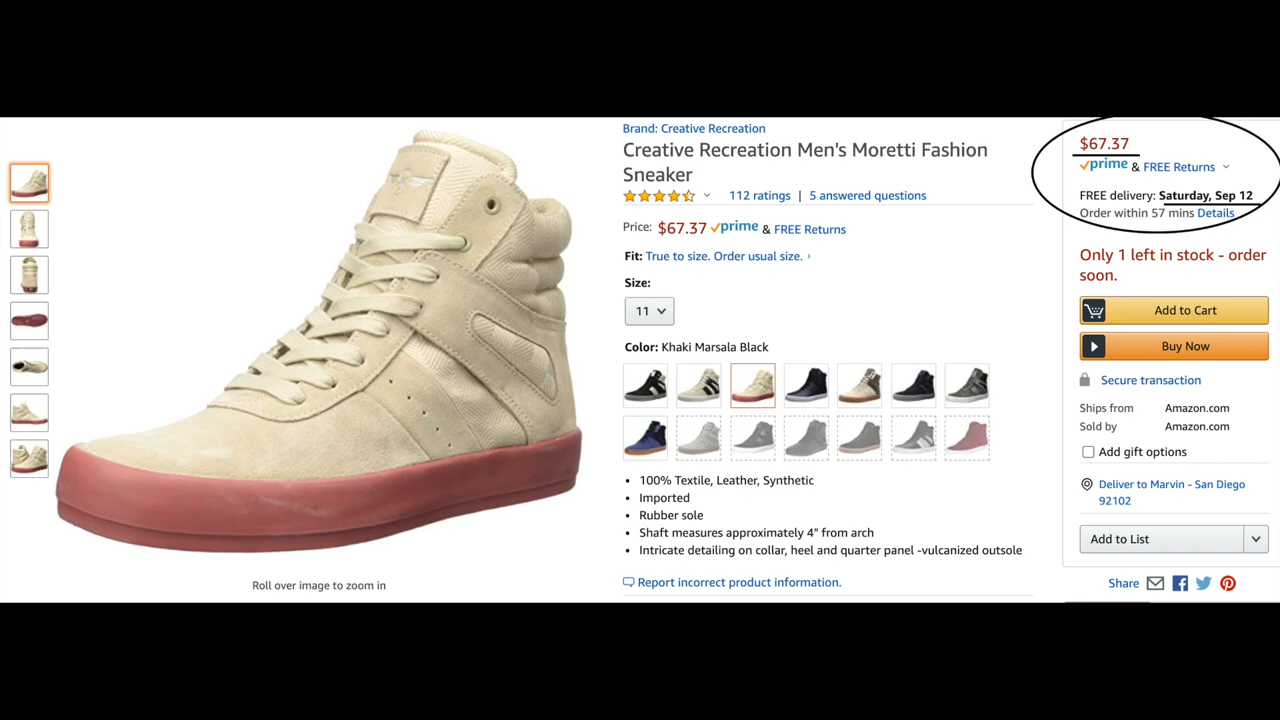 Brand: Creative Recreation
Creative Recreation Men's Moretti Fashion
Sneaker
112 ratings | 5 answered questions
Price: $67.37 prime & FREE Returns
Fit: True to size. Order usual size. ›
Size:
11
Color: Khaki Marsala Black
100% Textile, Leather, Synthetic
Imported
Rubber sole
Shaft measures approximately 4" from arch
Intricate detailing on collar, heel and quarter panel -vulcanized outsole
Report incorrect product information.
Roll over image to zoom in
$67.37
prime & FREE Returns
FREE delivery: Saturday, Sep 12
Order within 57 mins Details
Only 1 left in stock - order
soon.
Add to Cart
Buy Now
Secure transaction
Ships from Amazon.com
Sold by Amazon.com
Add gift options
Deliver to Marvin - San Diego
92102
Add to List
Share